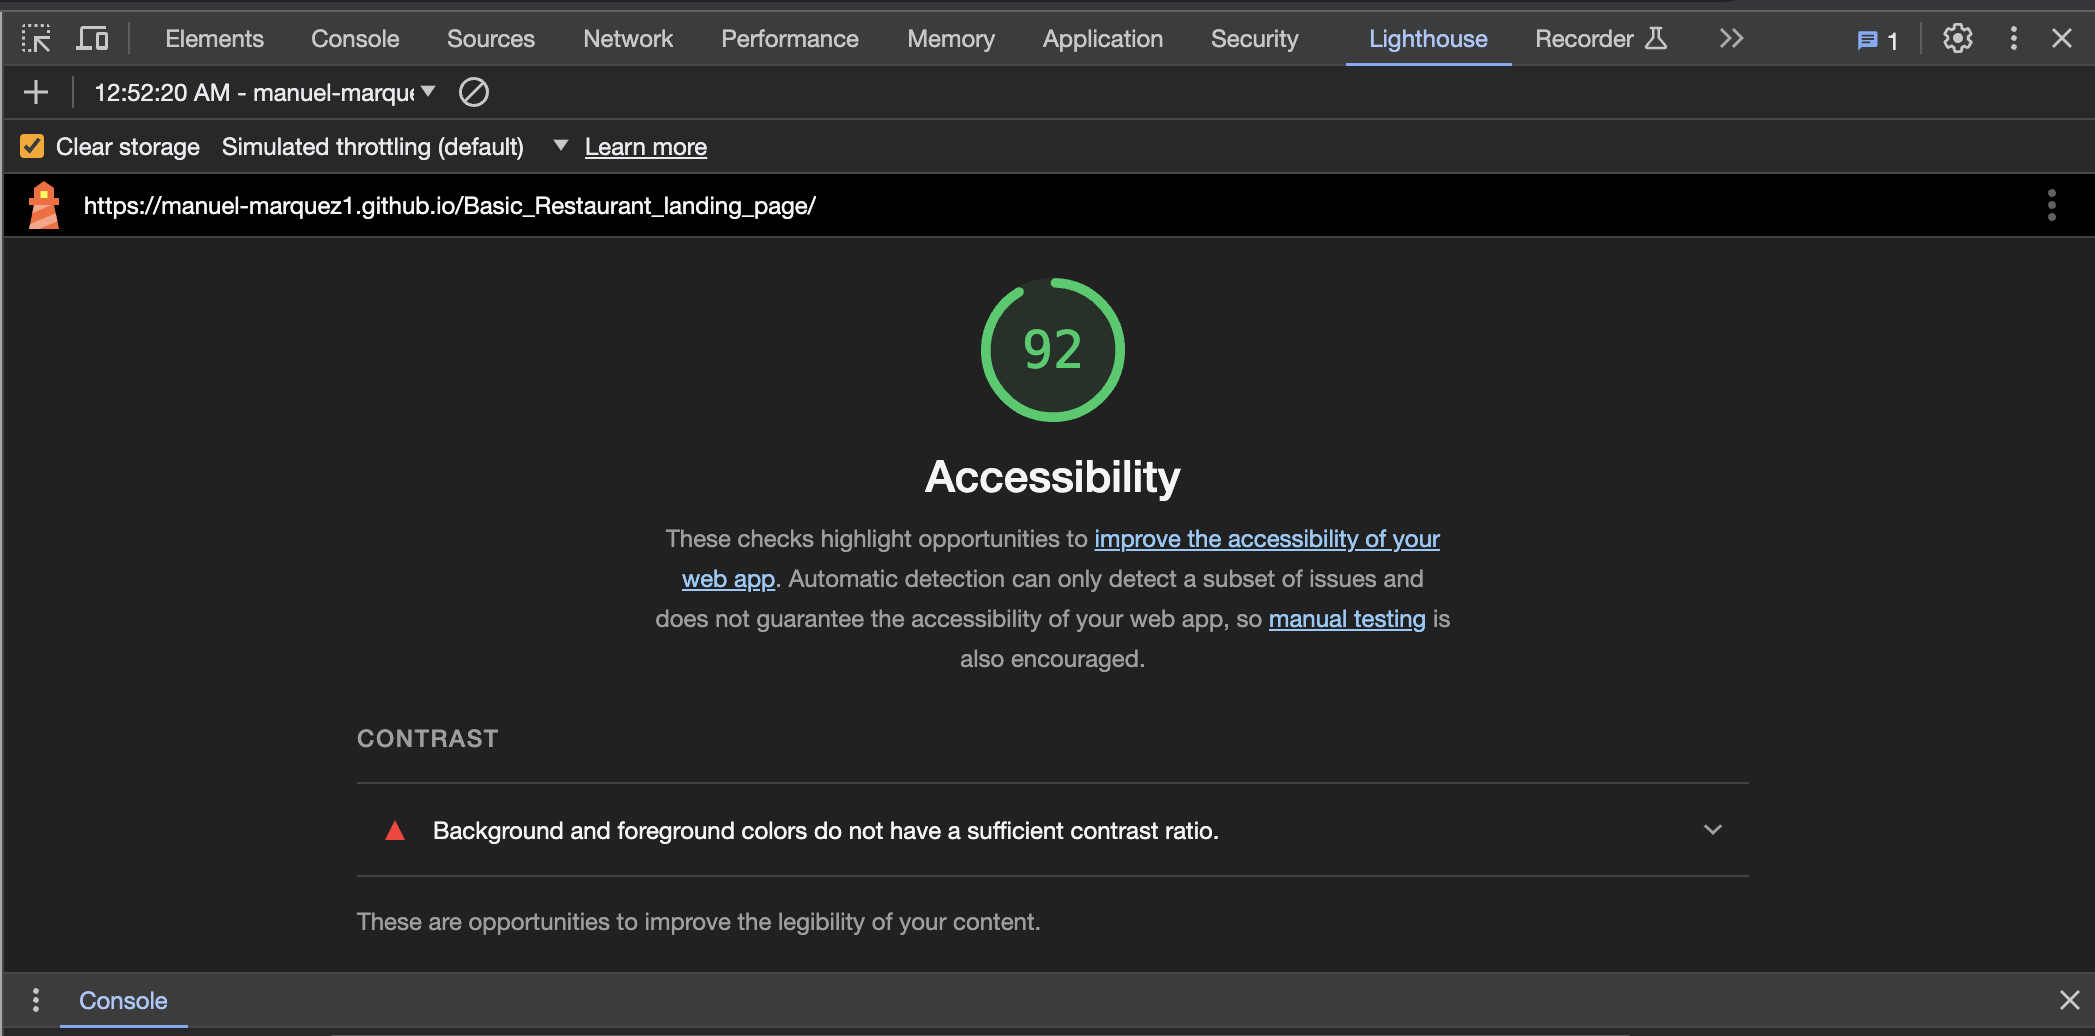 Elements Console Sources Network Performance Memory Application Security Lighthouse Recorder 1
12:52:20 AM - manuel-marque
Clear storage Simulated throttling (default) Learn more
https://manuel-marquez1.github.io/Basic_Restaurant_landing_page/
92
Accessibility
These checks highlight opportunities to improve the accessibility of your
web app. Automatic detection can only detect a subset of issues and
does not guarantee the accessibility of your web app, so manual testing is
also encouraged.
CONTRAST
Background and foreground colors do not have a sufficient contrast ratio.
These are opportunities to improve the legibility of your content.
Console